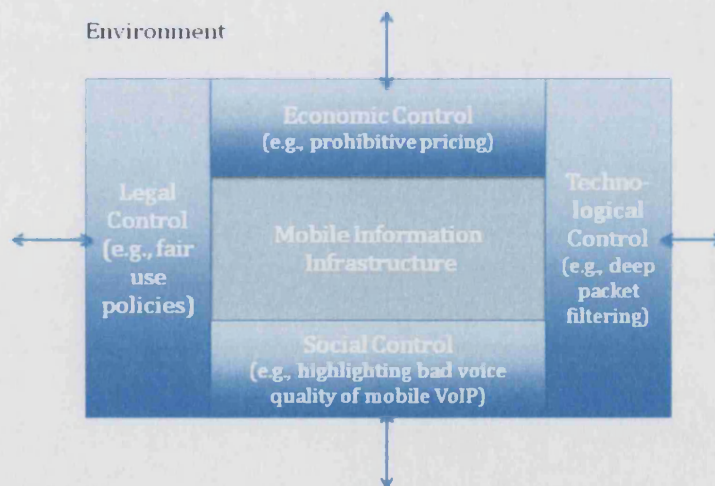 Environment
Economic Control
(e.g., prohibitive pricing)
Legal
Control
(e.g., fair
use
policies)
Mobile Information
Infrastructure
Techno-
logical
Control
(e.g., deep
packet
filtering)
Social Control
(e.g., highlighting bad voice
quality of mobile VoIP)